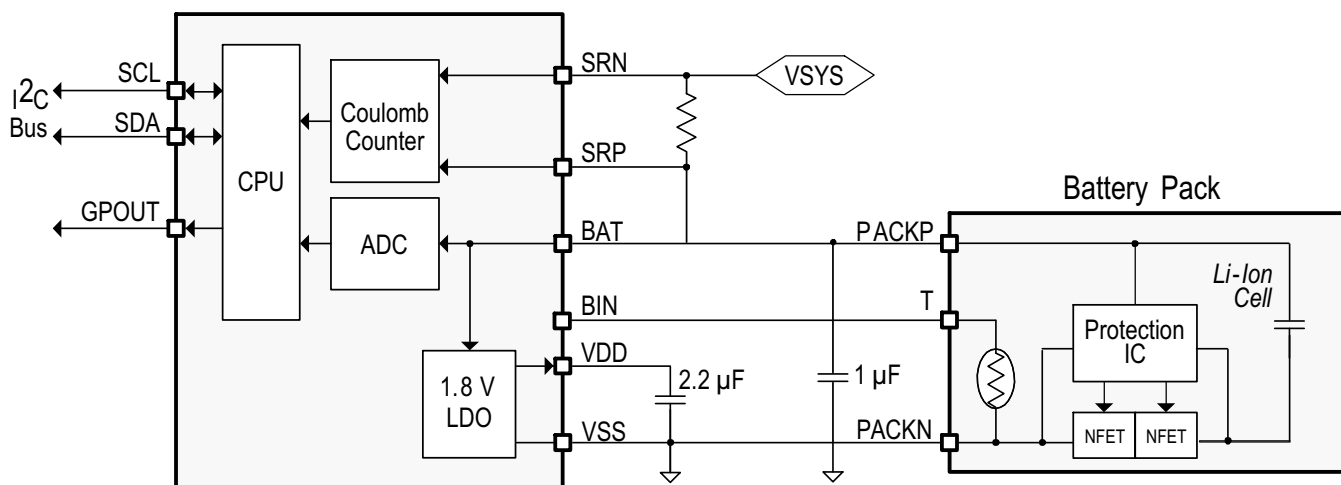 I2C
Bus
SCL
SDA
GPOUT
CPU
Coulomb
Counter
ADC
1.8 V
LDO
SRN
SRP
BAT
BIN
VDD
VSS
VSYS
2.2 µF
1 µF
Battery Pack
PACKP
T
PACKN
Protection
IC
NFET
NFET
Li-Ion
Cell